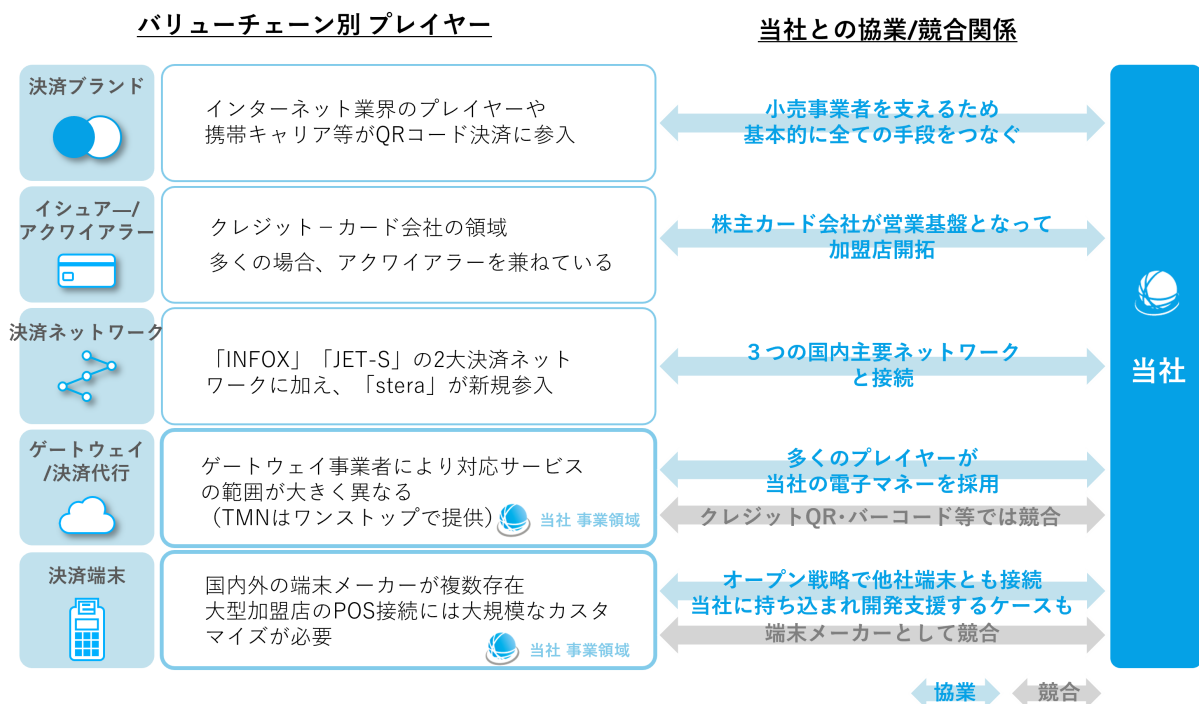 バリューチェーン別 プレイヤー
当社との協業/競合関係
決済ブランド
インターネット業界のプレイヤーや
携帯キャリア等がQRコード決済に参入
小売事業者を支えるため
基本的に全ての手段をつなぐ
イシュア―/
アクワイアラー
クレジット－カード会社の領域
多くの場合、アクワイアラーを兼ねている
株主カード会社が営業基盤となって
加盟店開拓
決済ネットワーク
「INFOX」「JET-S」の2大決済ネット
ワークに加え、「stera」が新規参入
３つの国内主要ネットワーク
と接続
ゲートウェイ
/決済代行
ゲートウェイ事業者により対応サービス
の範囲が大きく異なる
（TMNはワンストップで提供）
当社 事業領域
多くのプレイヤーが
当社の電子マネーを採用
クレジットQR･バーコード等では競合
決済端末
国内外の端末メーカーが複数存在
大型加盟店のPOS接続には大規模なカスタ
マイズが必要
当社 事業領域
オープン戦略で他社端末とも接続
当社に持ち込まれ開発支援するケースも
端末メーカーとして競合
当社
協業
競合